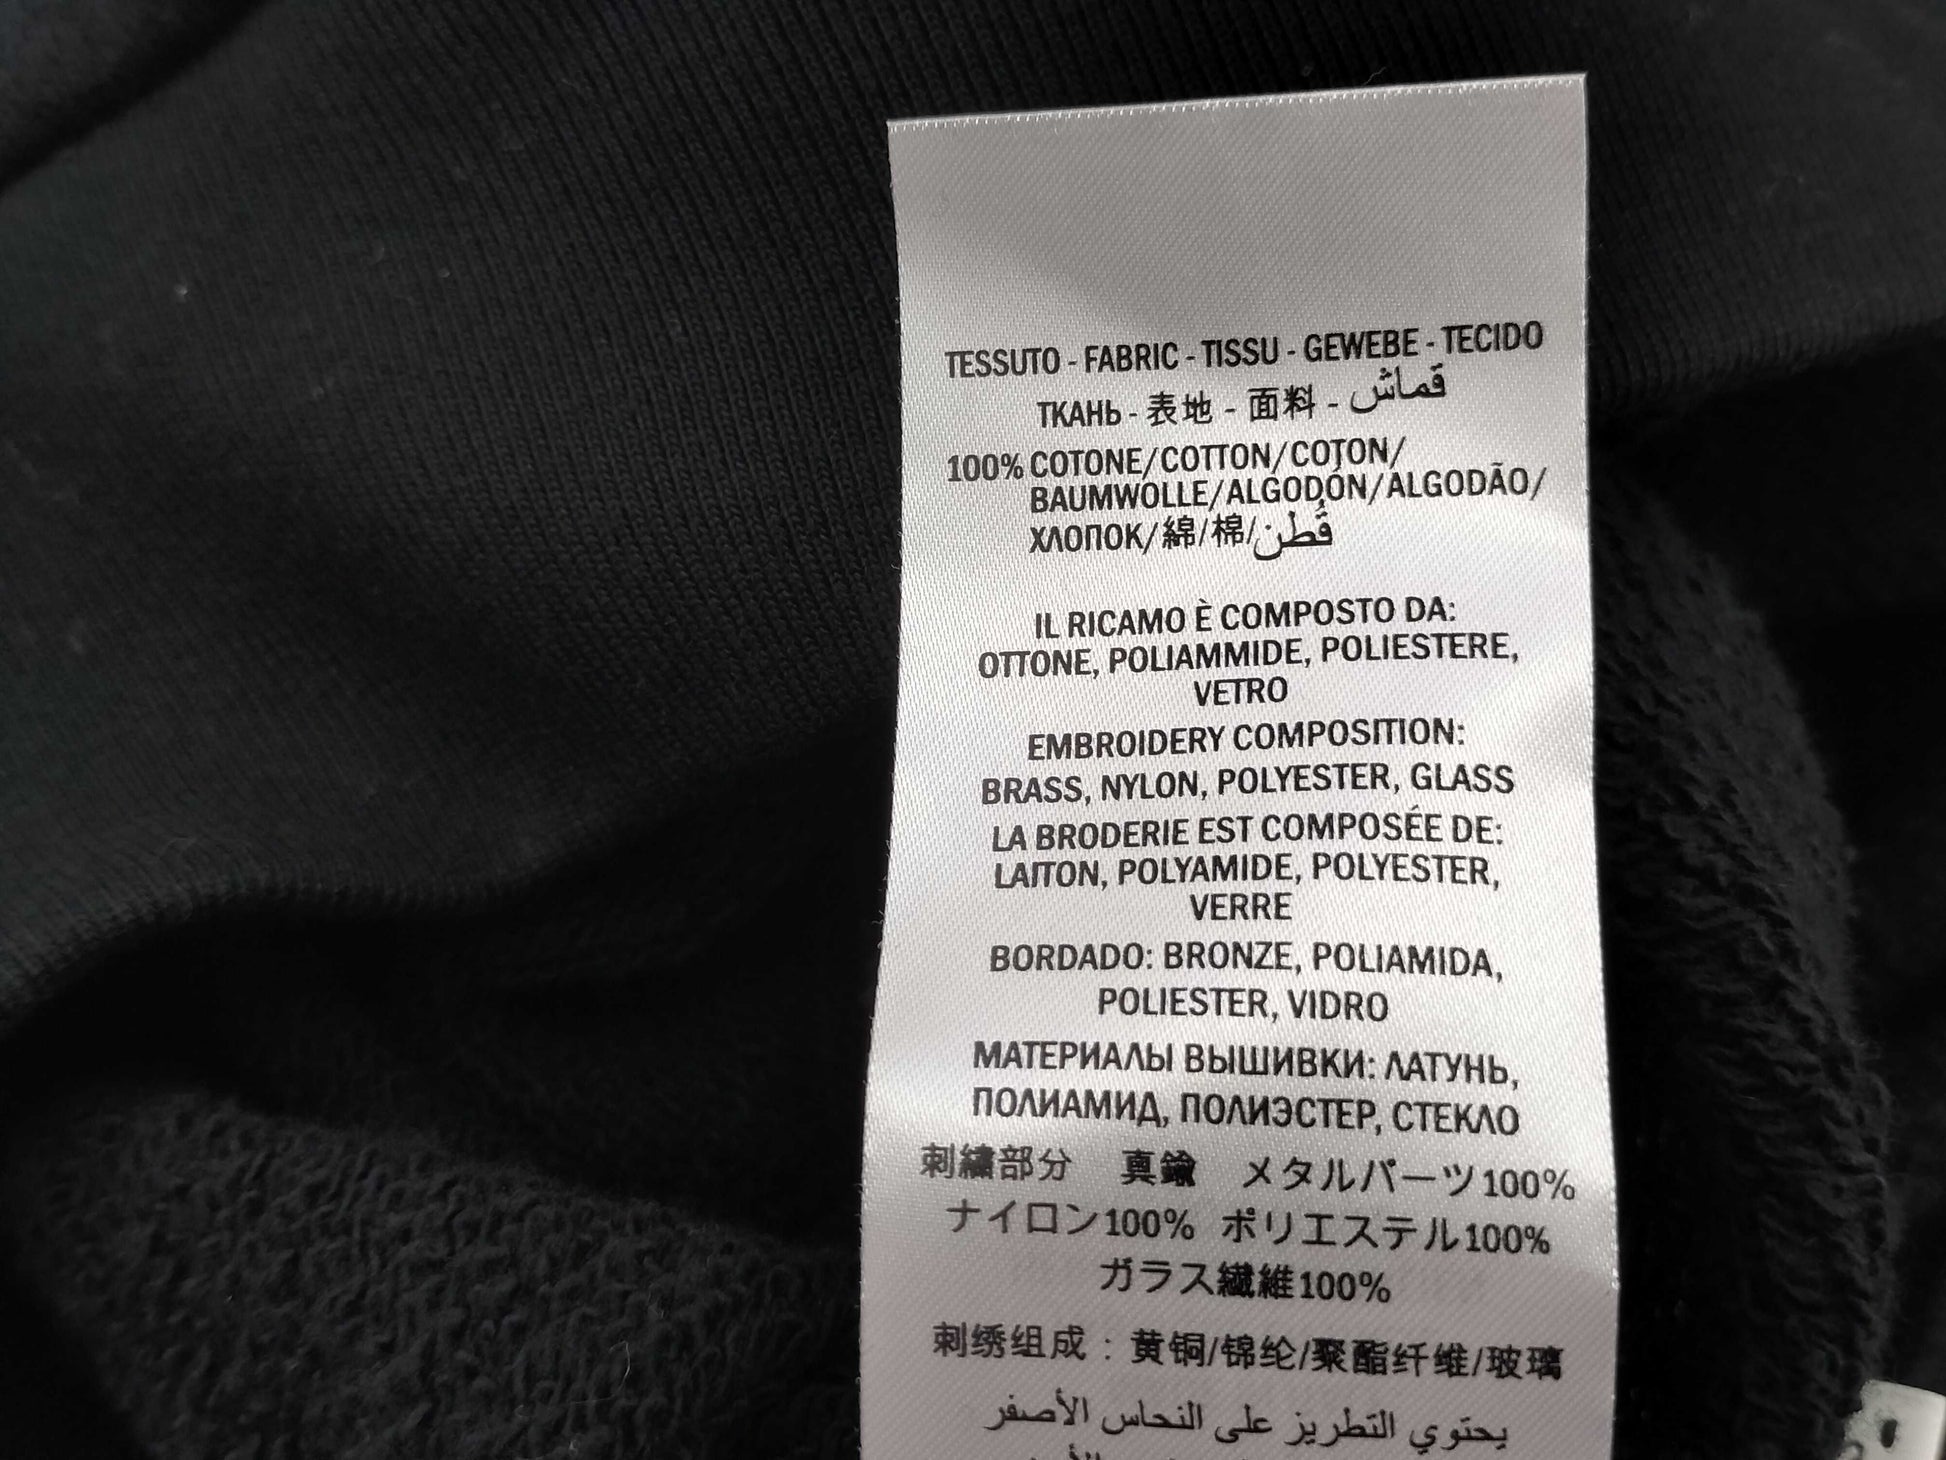 TESSUTO - FABRIC - TISSU - GEWEBE - TECIDO
ТКАНЬ - 表地 - 面料 - قماش
100% COTONE/COTTON/COTON/
BAUMWOLLE/ALGODÓN/ALGODÃO/
ХЛОПОК/綿/棉/قُطن
IL RICAMO È COMPOSTO DA:
OTTONE, POLIAMMIDE, POLIESTERE,
VETRO
EMBROIDERY COMPOSITION:
BRASS, NYLON, POLYESTER, GLASS
LA BRODERIE EST COMPOSÉE DE:
LAITON, POLYAMIDE, POLYESTER,
VERRE
BORDADO: BRONZE, POLIAMIDA,
POLIESTER, VIDRO
МАТЕРИАЛЫ ВЫШИВКИ: ЛАТУНЬ,
ПОЛИАМИД, ПОЛИЭСТЕР, СТЕКЛО
刺繍部分 真鍮 メタルパーツ100%
ナイロン100% ポリエステル100%
ガラス繊維100%
刺绣组成：黄铜/锦纶/聚酯纤维/玻璃
يحتوي التطريز على النحاس الأصفر